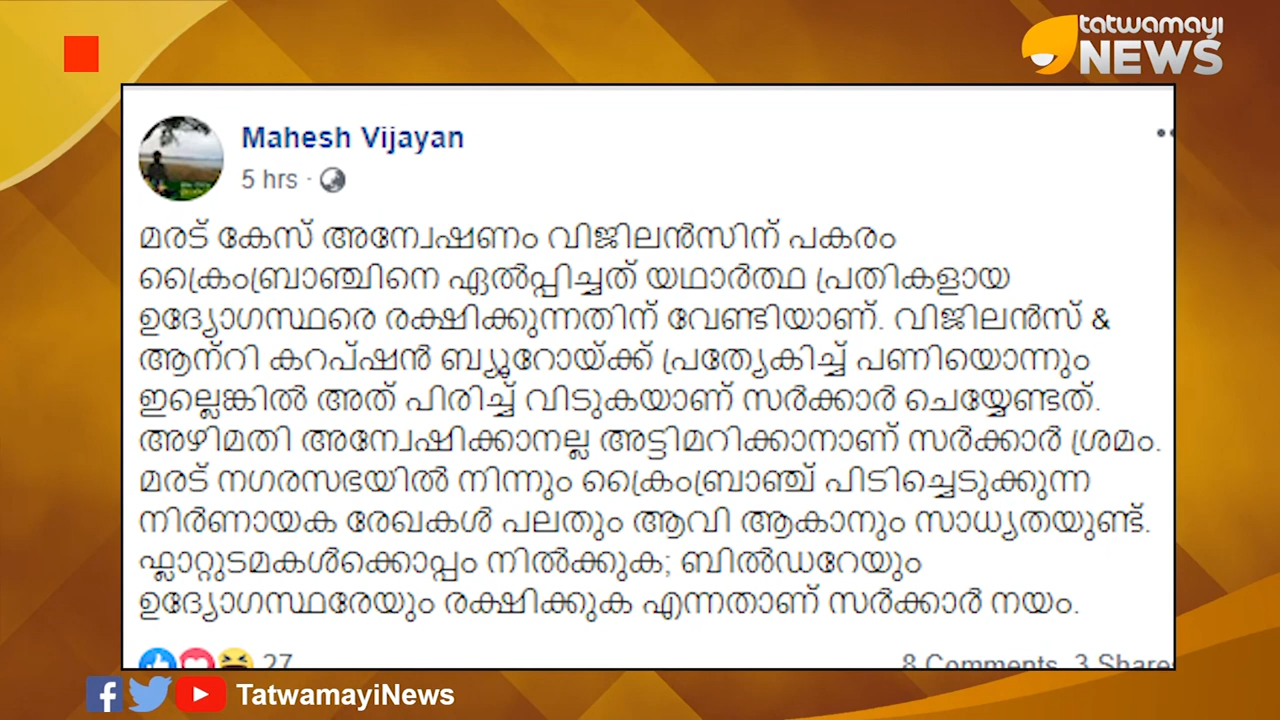 tatwamayi
NEWS
Mahesh Vijayan
5 hrs ·
മരട് കേസ് അന്വേഷണം വിജിലൻസിന് പകരം
ക്രൈംബ്രാഞ്ചിനെ ഏൽപ്പിച്ചത് യഥാർത്ഥ പ്രതികളായ
ഉദ്യോഗസ്ഥരെ രക്ഷിക്കുന്നതിന് വേണ്ടിയാണ്. വിജിലൻസ് &
ആന്റി കറപ്ഷൻ ബ്യൂറോയ്ക്ക് പ്രത്യേകിച്ച് പണിയൊന്നും
ഇല്ലെങ്കിൽ അത് പിരിച്ച് വിടുകയാണ് സർക്കാർ ചെയ്യേണ്ടത്.
അഴിമതി അന്വേഷിക്കാനല്ല അട്ടിമറിക്കാനാണ് സർക്കാർ ശ്രമം.
മരട് നഗരസഭയിൽ നിന്നും ക്രൈംബ്രാഞ്ച് പിടിച്ചെടുക്കുന്ന
നിർണായക രേഖകൾ പലതും ആവി ആകാനും സാധ്യതയുണ്ട്.
ഫ്ലാറ്റുടമകൾക്കൊപ്പം നിൽക്കുക; ബിൽഡറേയും
ഉദ്യോഗസ്ഥരേയും രക്ഷിക്കുക എന്നതാണ് സർക്കാർ നയം.
27 8 Comments 3 Shares
TatwamayiNews